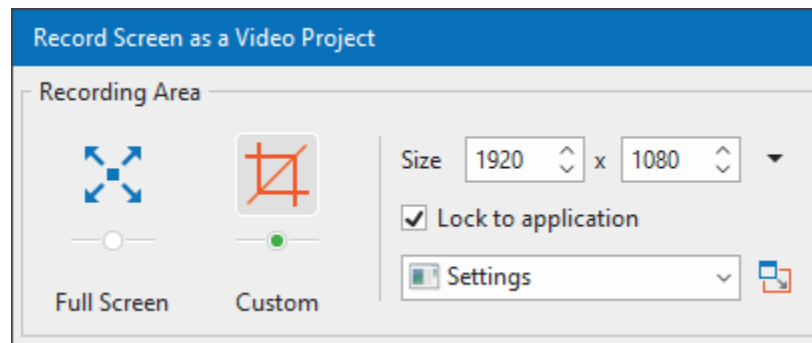 Record Screen as a Video Project
Recording Area
Size 1920 x 1080
Lock to application
Settings
Full Screen Custom